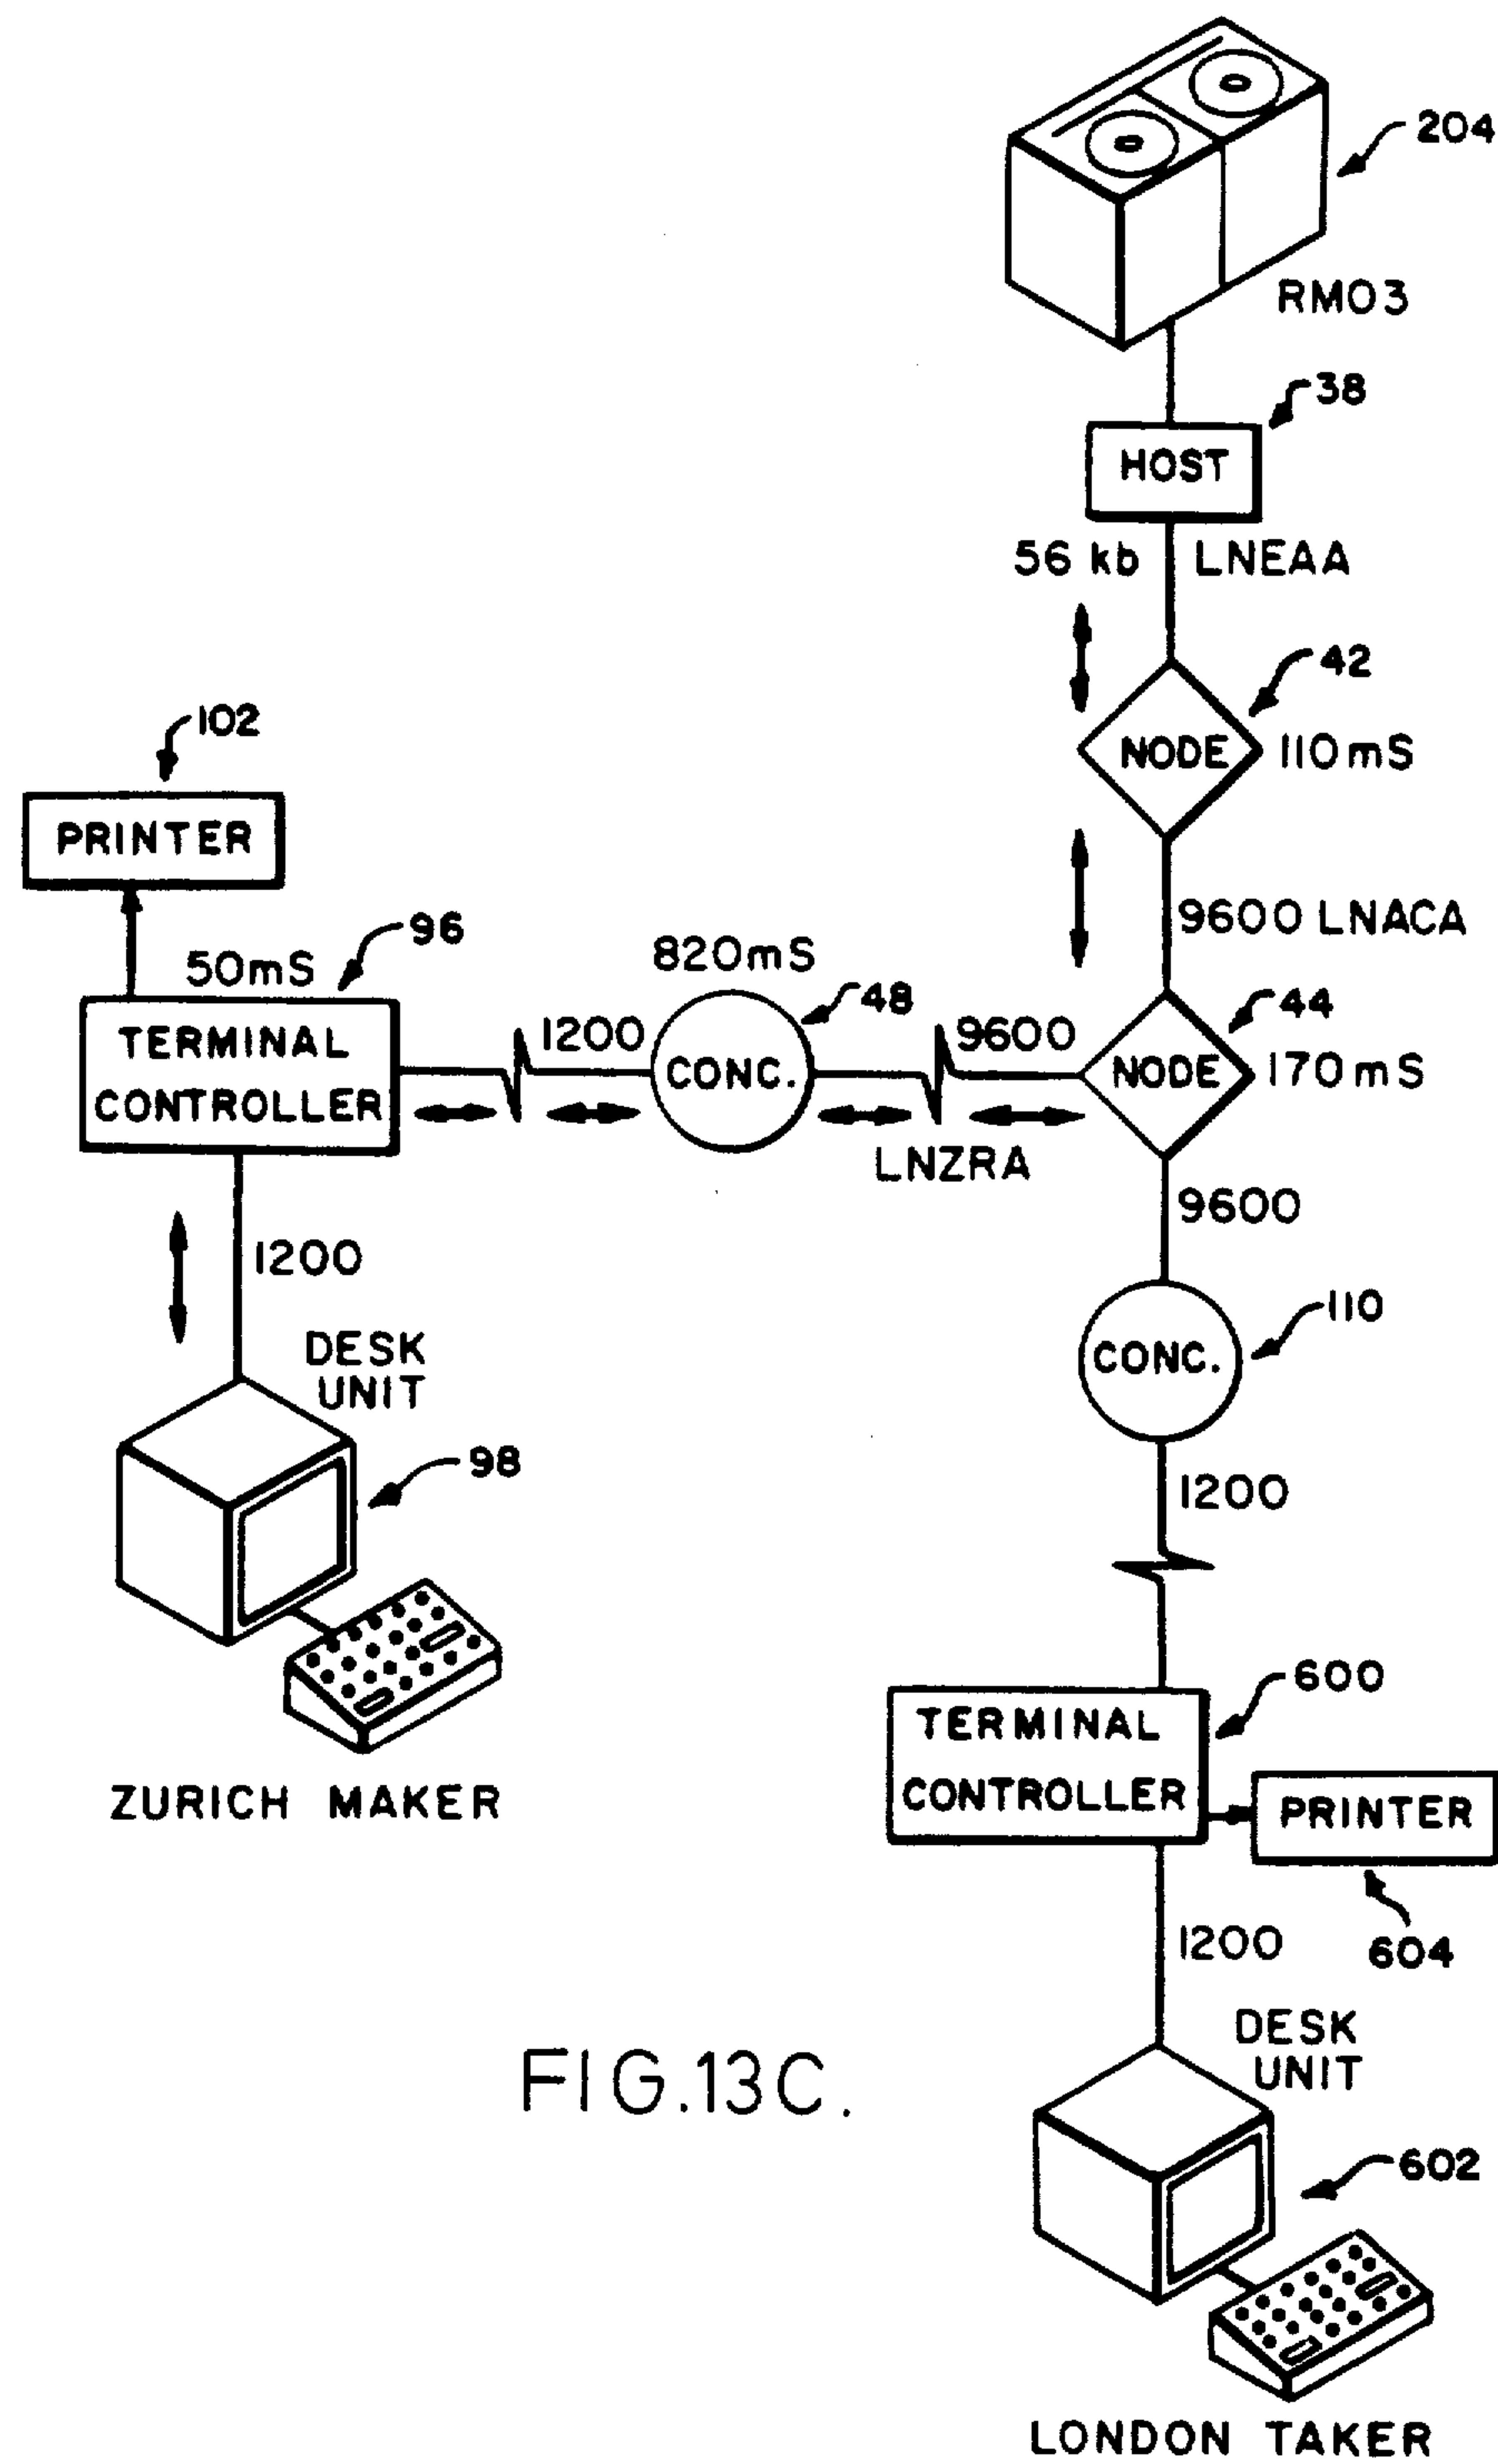 204
RM03
38
HOST
56 kb LNEAA
42
NODE 110mS
102
PRINTER
9600 LNACA
96
50mS
820mS
48
44
TERMINAL
CONTROLLER
1200
CONC.
9600
NODE 170mS
LNZRA
9600
1200
110
CONC.
DESK
UNIT
98
1200
ZURICH MAKER
600
TERMINAL
CONTROLLER
PRINTER
604
1200
DESK
UNIT
FIG.13C.
602
LONDON TAKER